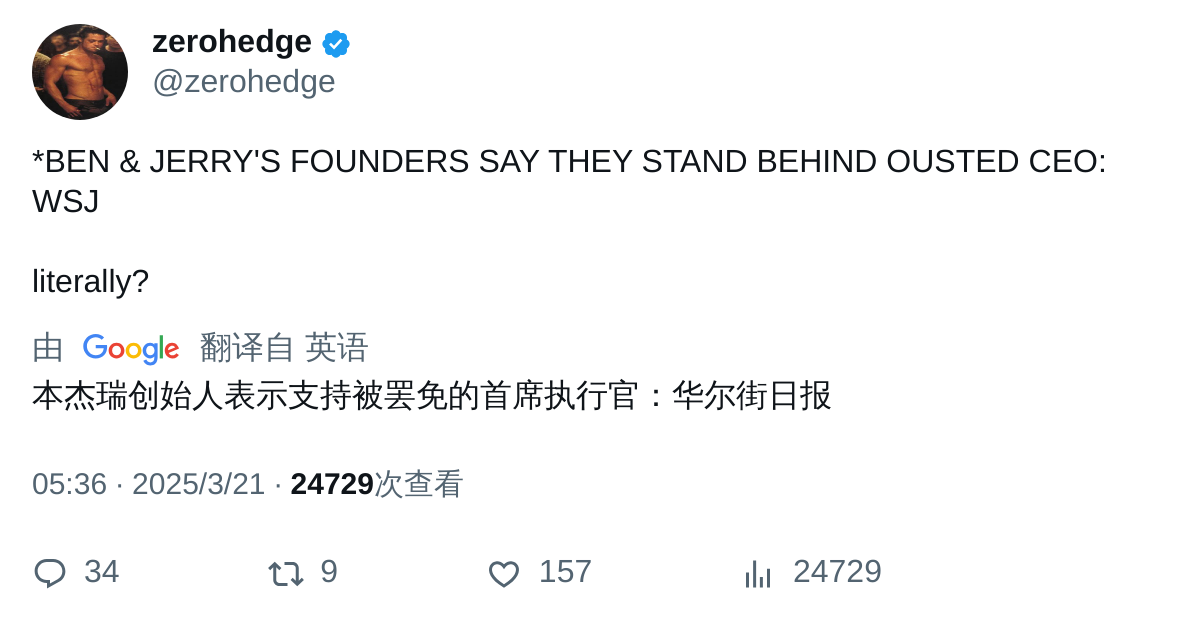 zerohedge
@zerohedge
*BEN & JERRY'S FOUNDERS SAY THEY STAND BEHIND OUSTED CEO:
WSJ
literally?
由 Google 翻译自 英语
本杰瑞创始人表示支持被罢免的首席执行官：华尔街日报
05:36 · 2025/3/21 · 24729次查看
34 9 157 24729